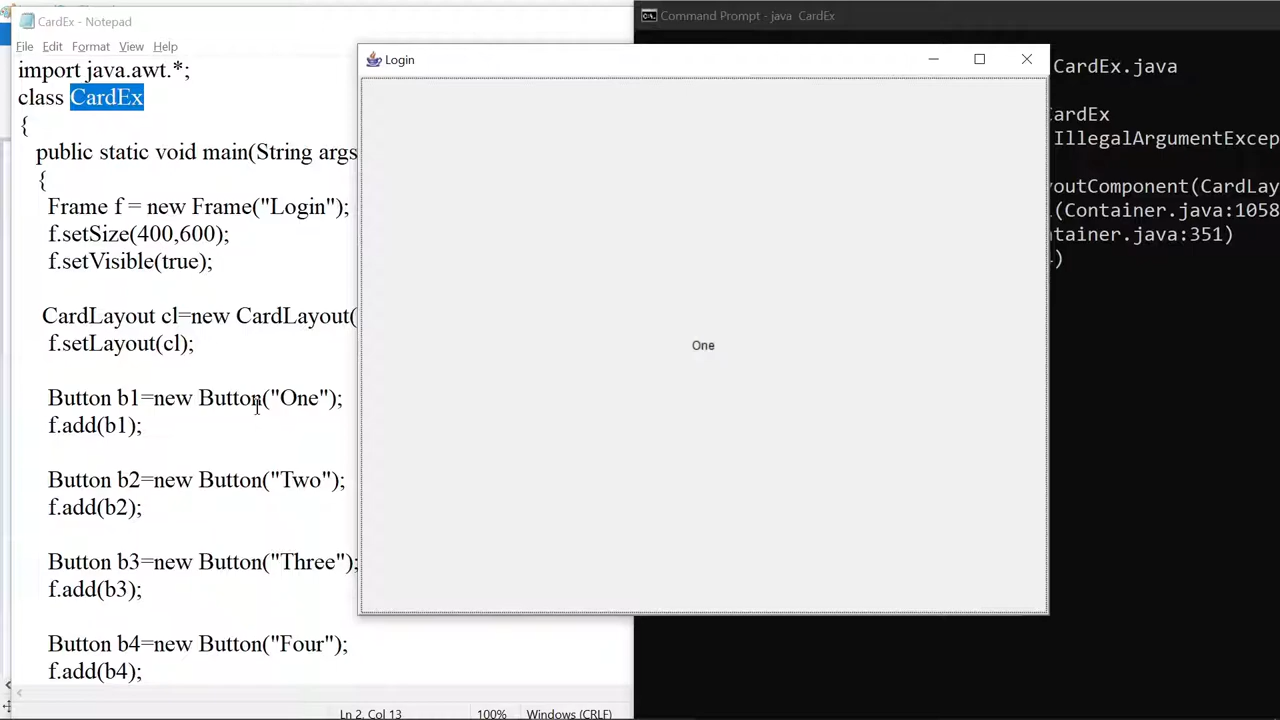 CardEx - Notepad
File Edit Format View Help
import java.awt.*;
class CardEx
{
public static void main(String args
{
Frame f = new Frame("Login");
f.setSize(400,600);
f.setVisible(true);
CardLayout cl=new CardLayout(
f.setLayout(cl);
Button b1=new Button("One");
f.add(b1);
Button b2=new Button("Two");
f.add(b2);
Button b3=new Button("Three");
f.add(b3);
Button b4=new Button("Four");
f.add(b4);
Ln 2, Col 13 100% Windows (CRLF)
Login
One
Command Prompt - java CardEx
CardEx.java
CardEx
IllegalArgumentExcep
outComponent(CardLay
(Container.java:1058
tainer.java:351)
)